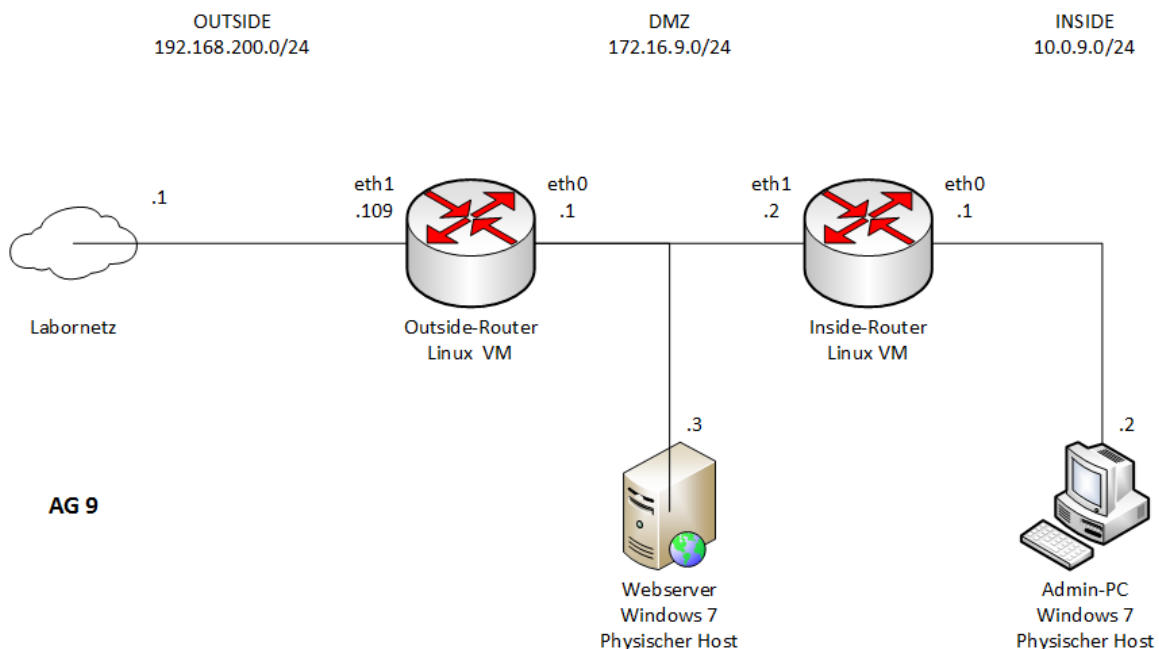 OUTSIDE
192.168.200.0/24
DMZ
172.16.9.0/24
INSIDE
10.0.9.0/24
.1
eth1
.109
eth0
.1
eth1
.2
eth0
.1
Labornetz
Outside-Router
Linux VM
Inside-Router
Linux VM
.3
.2
AG 9
Webserver
Windows 7
Physischer Host
Admin-PC
Windows 7
Physischer Host